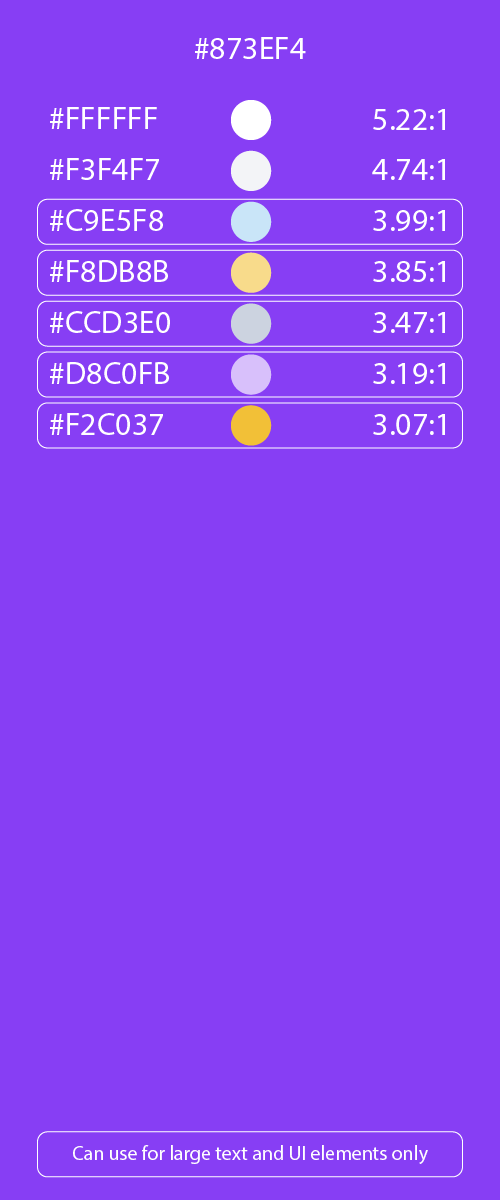 #873EF4
#FFFFFF 5.22:1
#F3F4F7 4.74:1
#C9E5F8 3.99:1
#F8DB8B 3.85:1
#CCD3E0 3.47:1
#D8C0FB 3.19:1
#F2C037 3.07:1
Can use for large text and UI elements only